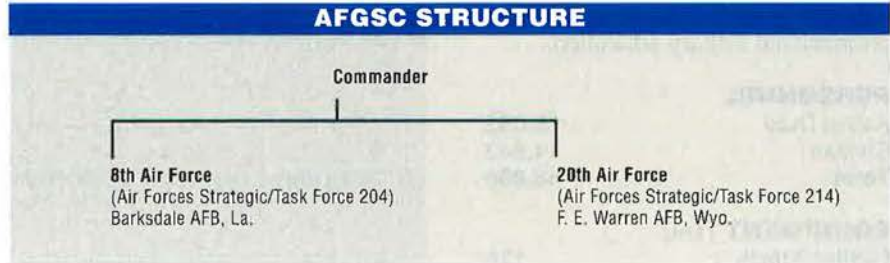 AFGSC STRUCTURE
Commander
8th Air Force
(Air Forces Strategic/Task Force 204)
Barksdale AFB, La.
20th Air Force
(Air Forces Strategic/Task Force 214)
F. E. Warren AFB, Wyo.